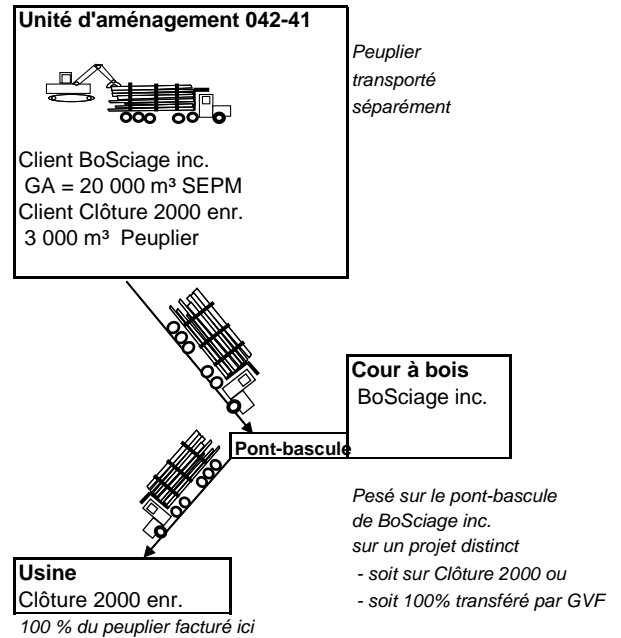 Unité d'aménagement 042-41
Peuplier
transporté
séparément
Client BoSciage inc.
GA = 20 000 m³ SEPM
Client Clôture 2000 enr.
3 000 m³ Peuplier
Cour à bois
BoSciage inc.
Pont-bascule
Pesé sur le pont-bascule
de BoSciage inc.
sur un projet distinct
- soit sur Clôture 2000 ou
- soit 100% transféré par GVF
Usine
Clôture 2000 enr.
100 % du peuplier facturé ici